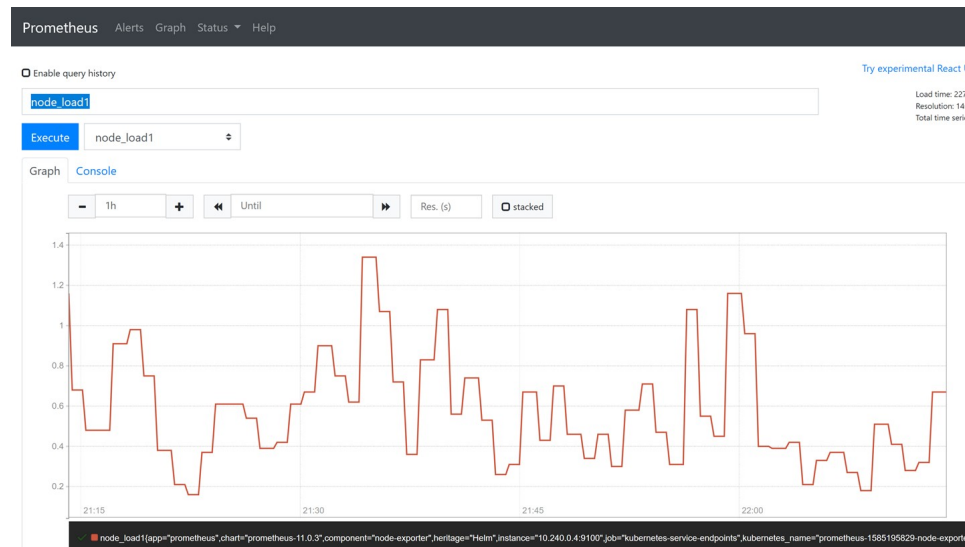 Prometheus Alerts Graph Status Help
Enable query history
Try experimental React
node_load1
Load time: 227
Resolution: 14
Total time seri
Execute node_load1
Graph Console
1h Until Res. (s) stacked
1.4
1.2
1
0.8
0.6
0.4
0.2
21:15 21:30 21:45 22:00
node_load1{app="prometheus",chart="prometheus-11.0.3",component="node-exporter",heritage="Helm",instance="10.240.0.4:9100",job="kubernetes-service-endpoints",kubernetes_name="prometheus-1585195829-node-exporte